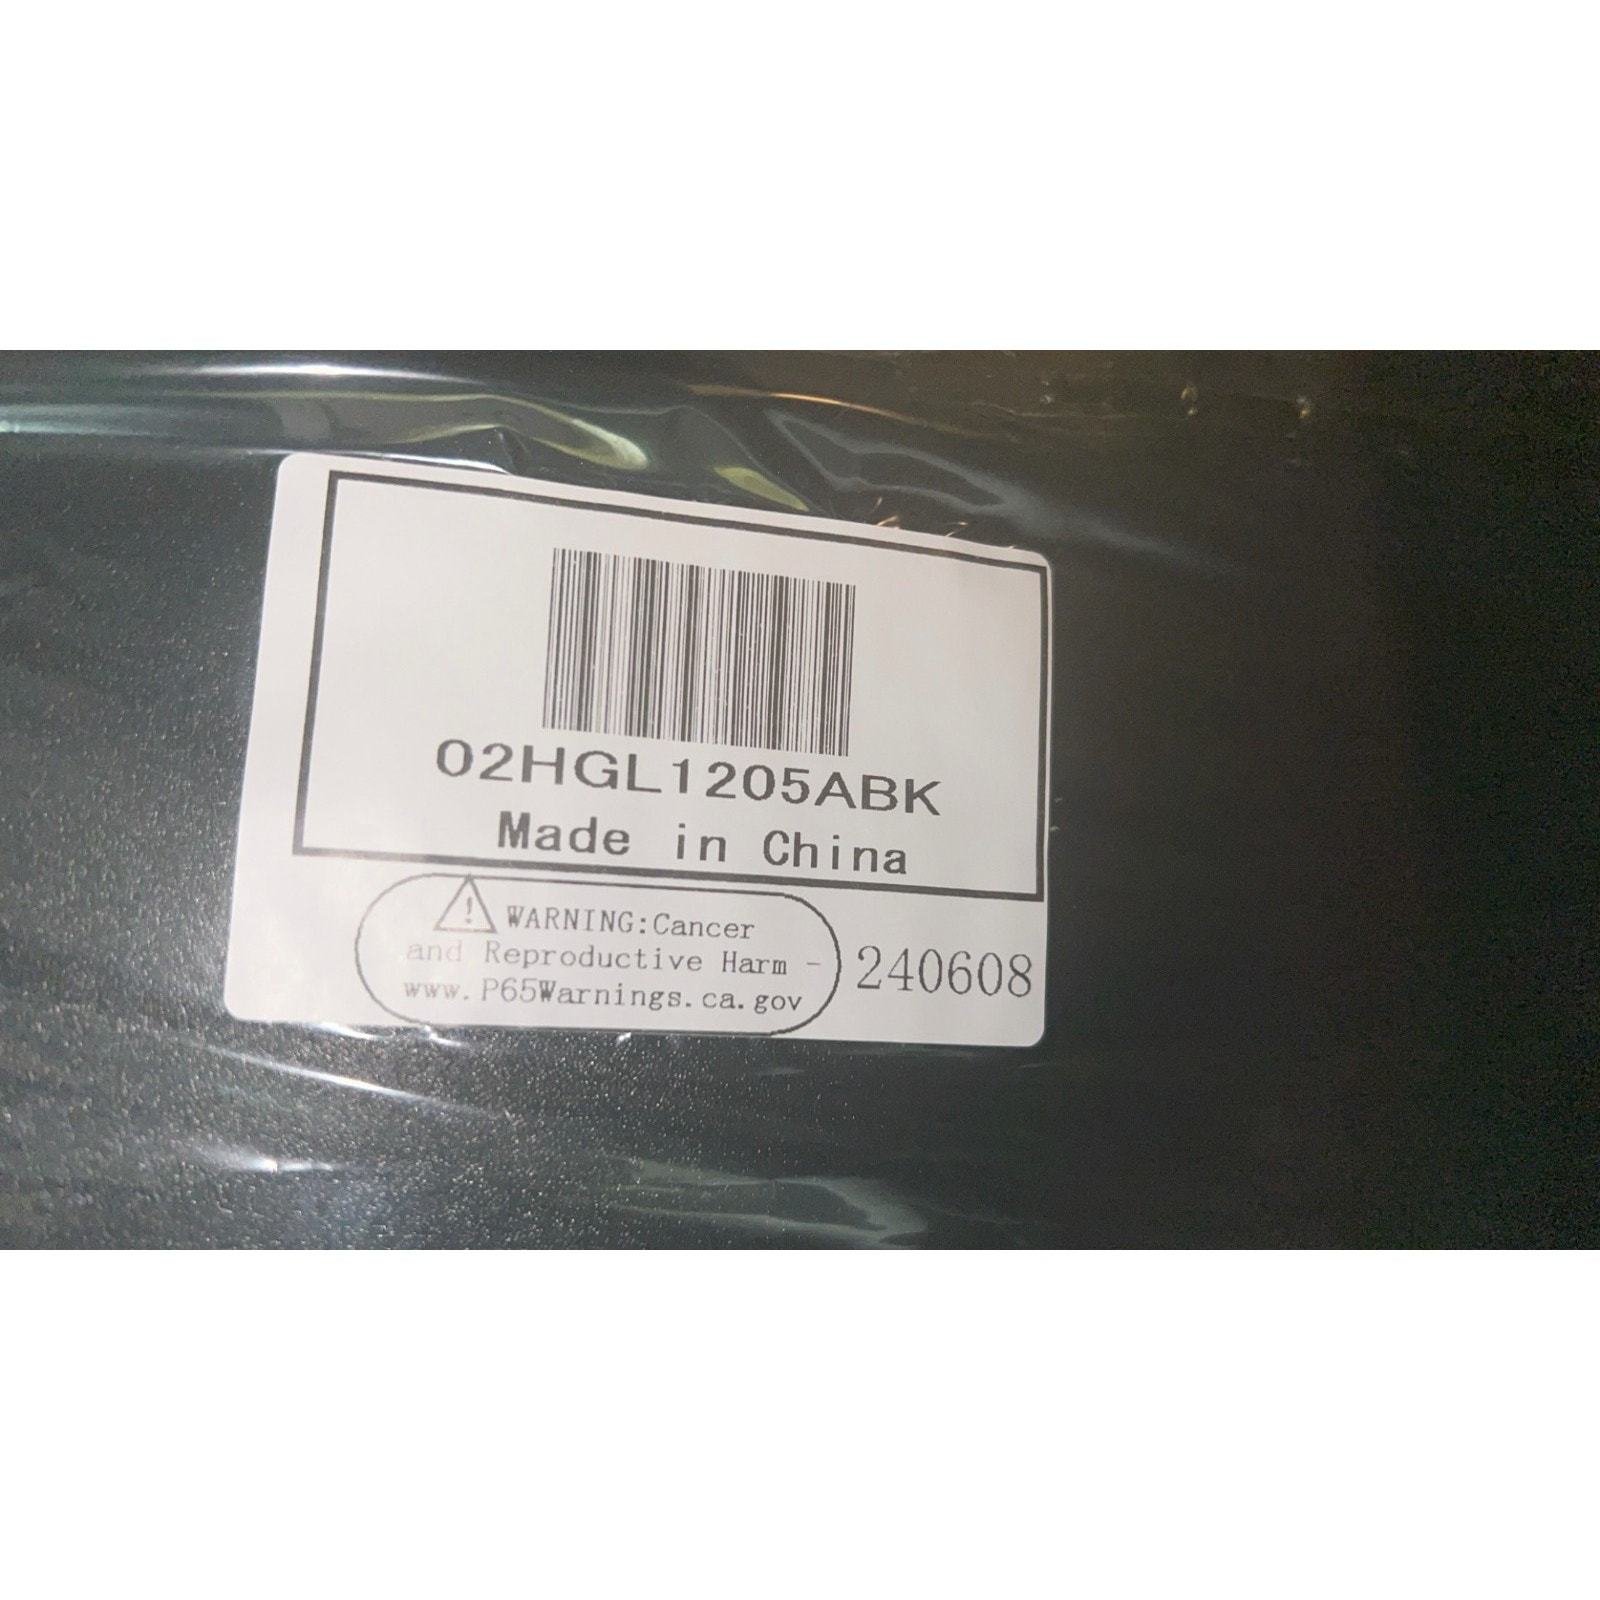 02HGL1205ABK
Made in China
WARNING:Cancer
and Reproductive Harm -
www.P65Warnings.ca.gov
240608